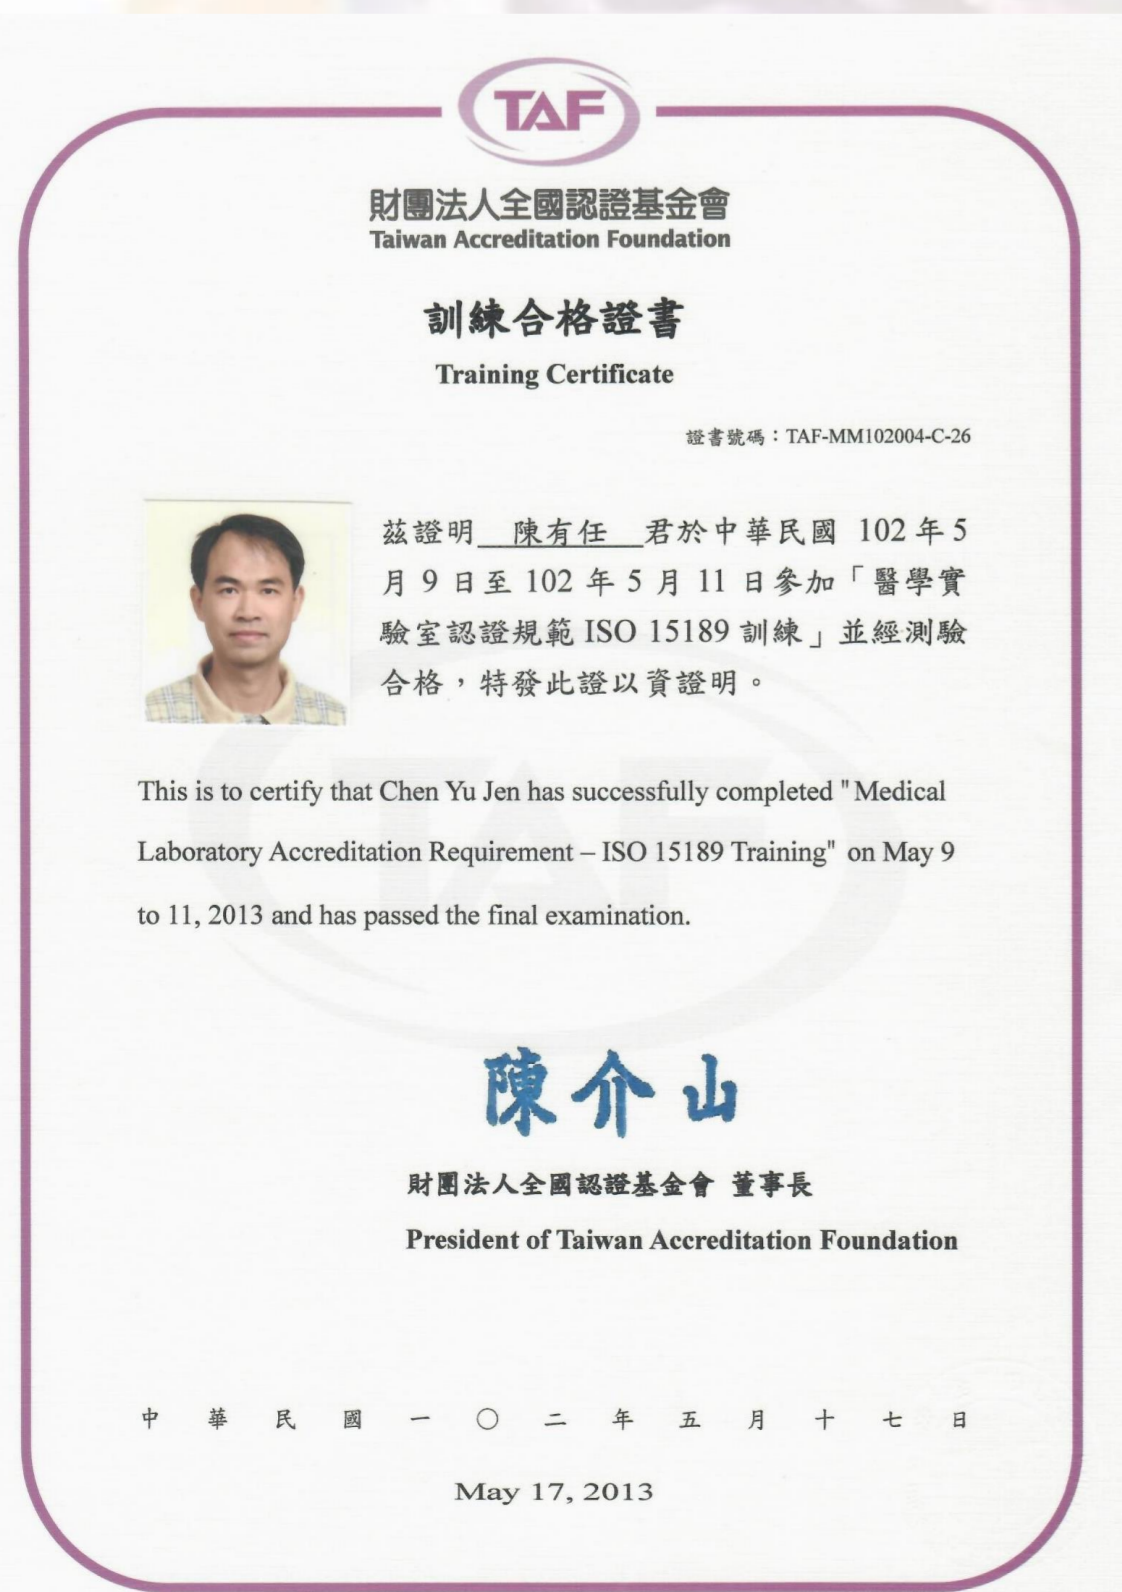 TAF
財團法人全國認證基金會
Taiwan Accreditation Foundation
訓練合格證書
Training Certificate
證書號碼：TAF-MM102004-C-26
茲證明 陳有任 君於中華民國 102 年 5
月 9 日至 102 年 5 月 11 日參加「醫學實
驗室認證規範 ISO 15189 訓練」並經測驗
合格，特發此證以資證明。
TAF
This is to certify that Chen Yu Jen has successfully completed "Medical
Laboratory Accreditation Requirement – ISO 15189 Training" on May 9
to 11, 2013 and has passed the final examination.
陳介山
財團法人全國認證基金會 董事長
President of Taiwan Accreditation Foundation
中華民國一〇二年五月十七日
May 17, 2013